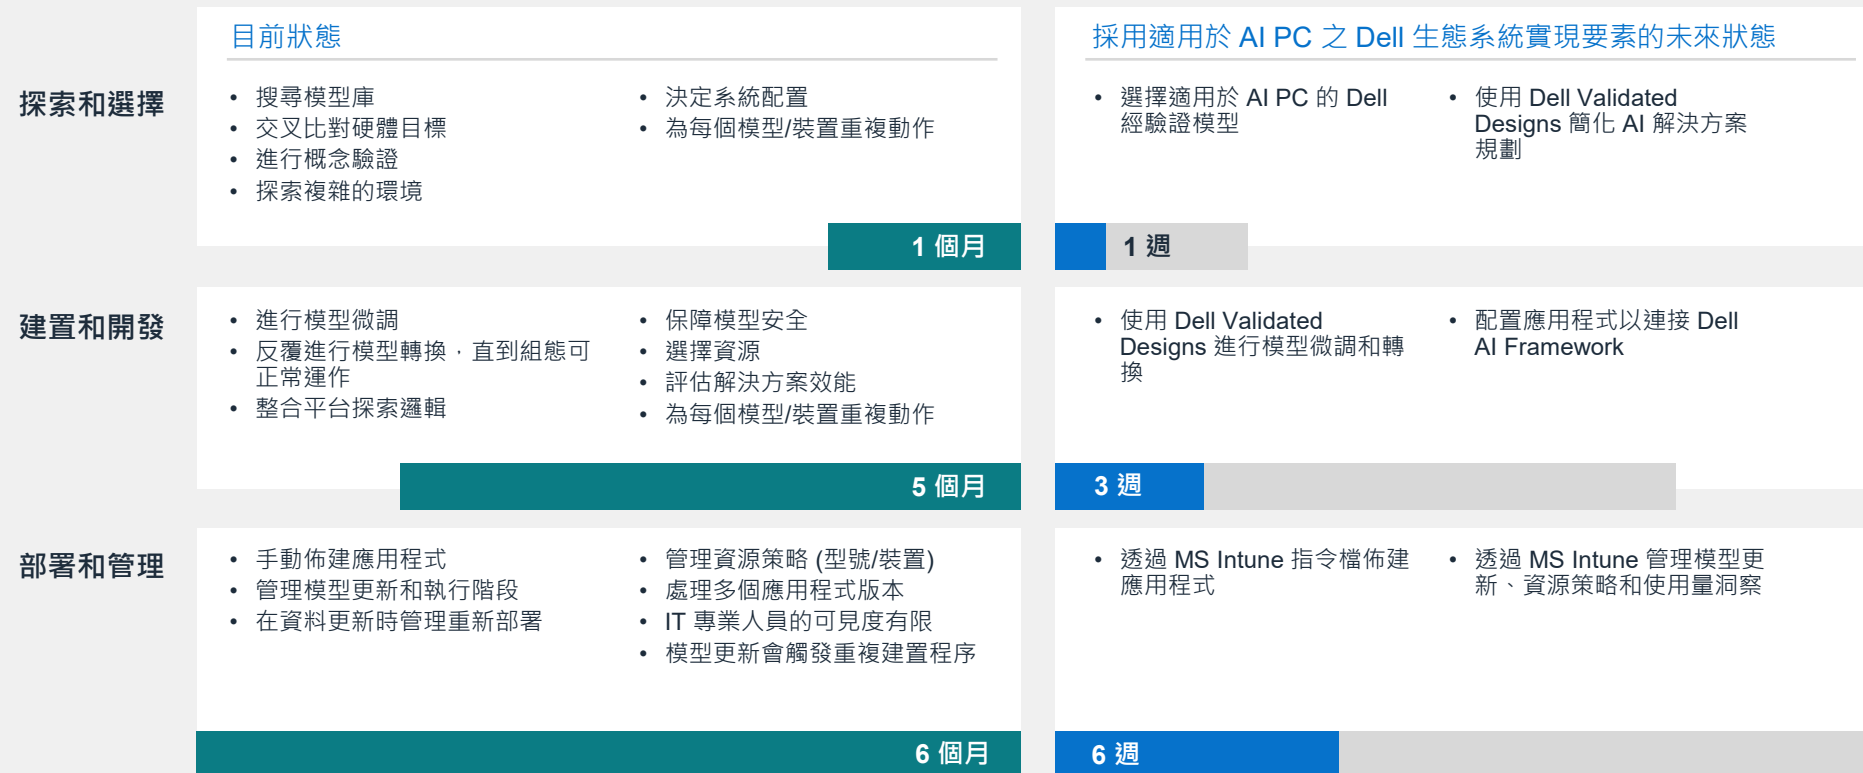 目前狀態
採用適用於 AI PC 之 Dell 生態系統實現要素的未來狀態
探索和選擇
• 搜尋模型庫
• 交叉比對硬體目標
• 進行概念驗證
• 探索複雜的環境
• 決定系統配置
• 為每個模型/裝置重複動作
1 個月
• 選擇適用於 AI PC 的 Dell
經驗證模型
• 使用 Dell Validated
Designs 簡化 AI 解決方案
規劃
1 週
建置和開發
• 進行模型微調
• 反覆進行模型轉換，直到組態可
正常運作
• 整合平台探索邏輯
• 保障模型安全
• 選擇資源
• 評估解決方案效能
• 為每個模型/裝置重複動作
5 個月
• 使用 Dell Validated
Designs 進行模型微調和轉
換
• 配置應用程式以連接 Dell
AI Framework
3 週
部署和管理
• 手動佈建應用程式
• 管理模型更新和執行階段
• 在資料更新時管理重新部署
• 管理資源策略 (型號/裝置)
• 處理多個應用程式版本
• IT 專業人員的可見度有限
• 模型更新會觸發重複建置程序
6 個月
• 透過 MS Intune 指令檔佈建
應用程式
• 透過 MS Intune 管理模型更
新、資源策略和使用量洞察
6 週